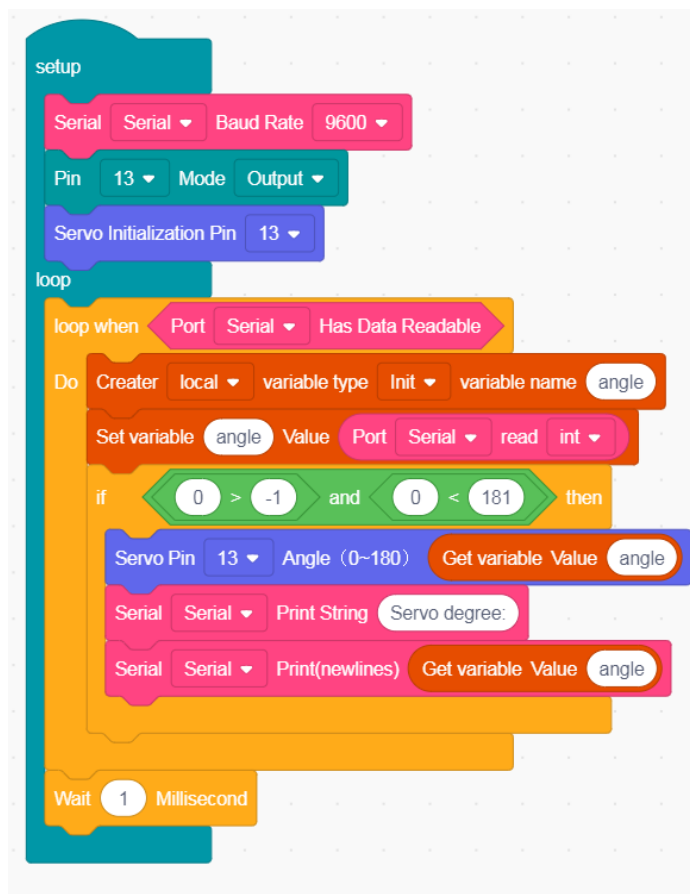 setup
Serial Serial Baud Rate 9600
Pin 13 Mode Output
Servo Initialization Pin 13
loop
loop when Port Serial Has Data Readable
Do Creater local variable type Init variable name angle
Set variable angle Value Port Serial read int
if 0 > -1 and 0 < 181 then
Servo Pin 13 Angle（0~180） Get variable Value angle
Serial Serial Print String Servo degree:
Serial Serial Print(newlines) Get variable Value angle
Wait 1 Millisecond